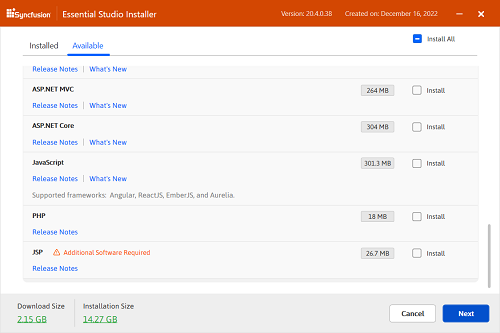 Syncfusion Essential Studio Installer Version: 20.4.0.38 Created on: December 16, 2022
Installed Available Install All
Release Notes | What's New
ASP.NET MVC 264 MB Install
Release Notes | What's New
ASP.NET Core 304 MB Install
Release Notes | What's New
JavaScript 301.3 MB Install
Release Notes | What's New
Supported frameworks: Angular, ReactJS, EmberJS, and Aurelia.
PHP 18 MB Install
Release Notes
JSP Additional Software Required 26.7 MB Install
Release Notes
Download Size Installation Size
2.15 GB 14.27 GB
Cancel Next